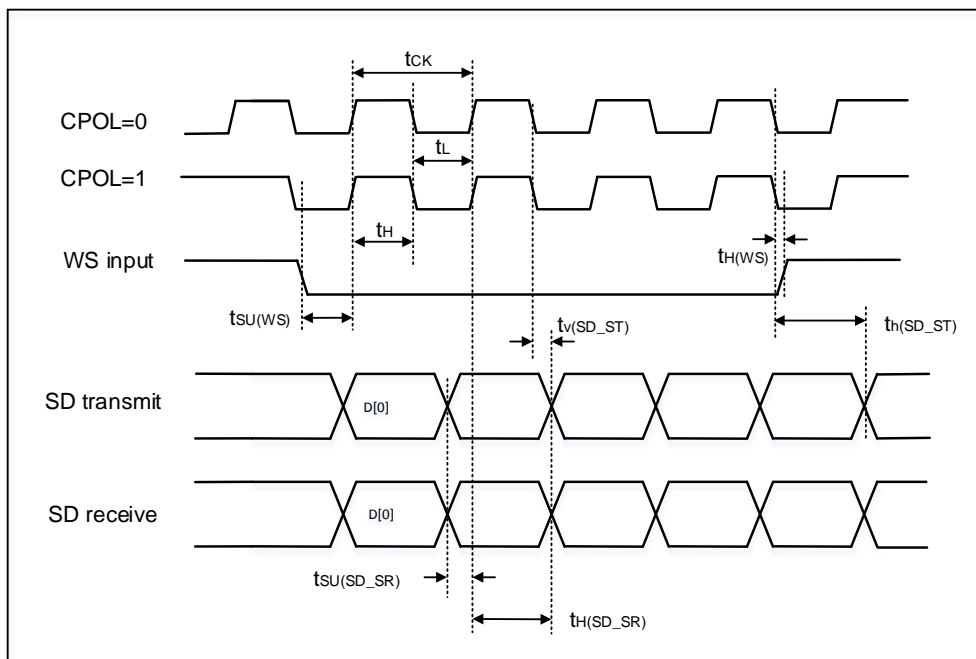 tCK
CPOL=0
tL
CPOL=1
tH
WS input
tH(WS)
tSU(WS)
tv(SD_ST)
th(SD_ST)
SD transmit
D[0]
SD receive
D[0]
tSU(SD_SR)
tH(SD_SR)